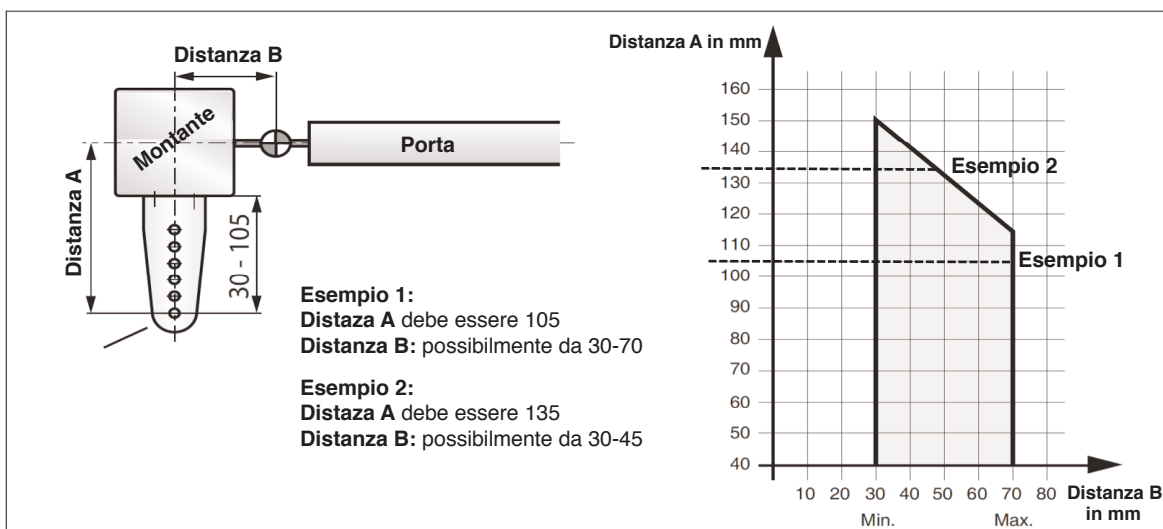 Distanza B
Montante
Porta
Distanza A
30 - 105
Esempio 1:
Distaza A debe essere 105
Distanza B: possibilmente da 30-70
Esempio 2:
Distaza A debe essere 135
Distanza B: possibilmente da 30-45
Distanza A in mm
160
150
140
130
120
110
100
90
80
70
60
50
40
Esempio 2
Esempio 1
10 20 30 40 50 60 70 80
Distanza B
in mm
Min. Max.